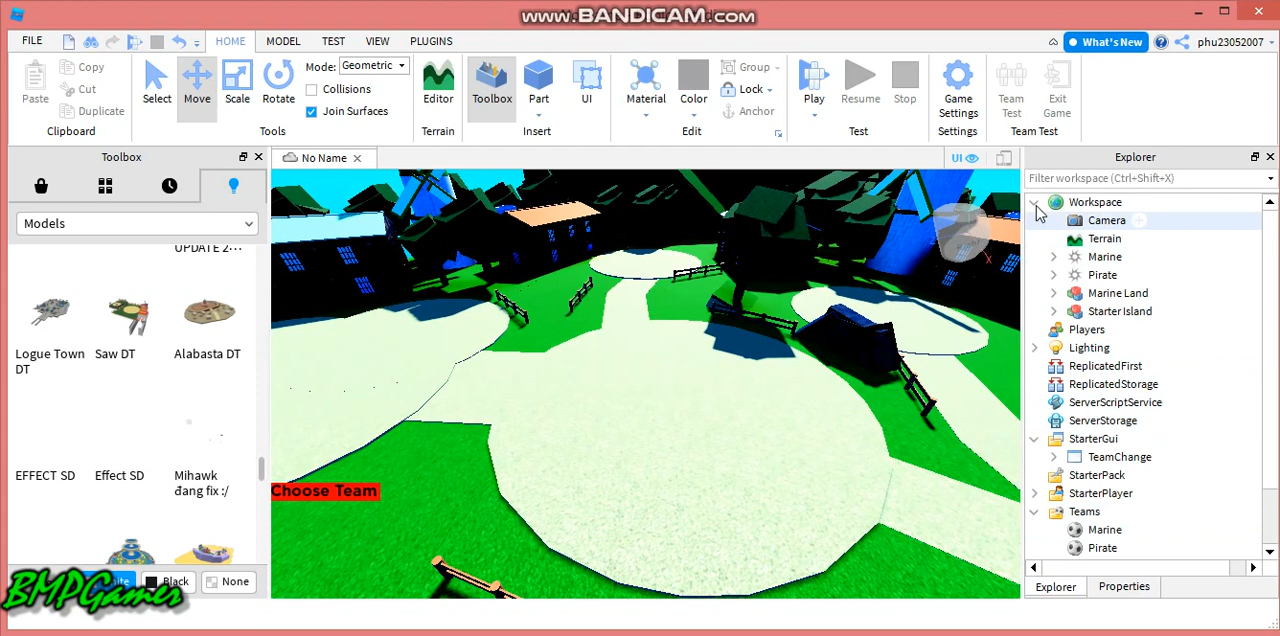 www.BANDICAM.com
FILE HOME MODEL TEST VIEW PLUGINS What's New phu23052007
Paste Copy Cut Duplicate Clipboard
Select Move Scale Rotate Mode: Geometric Collisions Join Surfaces Tools
Editor Terrain
Toolbox Part UI Insert
Material Color Group Lock Anchor Edit
Play Resume Stop Test
Game Settings Settings
Team Test Exit Game Team Test
Toolbox
No Name
UI
Explorer
Models
UPDATE 2...
Logue Town DT
Saw DT
Alabasta DT
EFFECT SD
Effect SD
Mihawk đang fix :/
Black
None
BMPGamer
Choose Team
Filter workspace (Ctrl+Shift+X)
Workspace
Camera
Terrain
Marine
Pirate
Marine Land
Starter Island
Players
Lighting
ReplicatedFirst
ReplicatedStorage
ServerScriptService
ServerStorage
StarterGui
TeamChange
StarterPack
StarterPlayer
Teams
Marine
Pirate
Explorer Properties